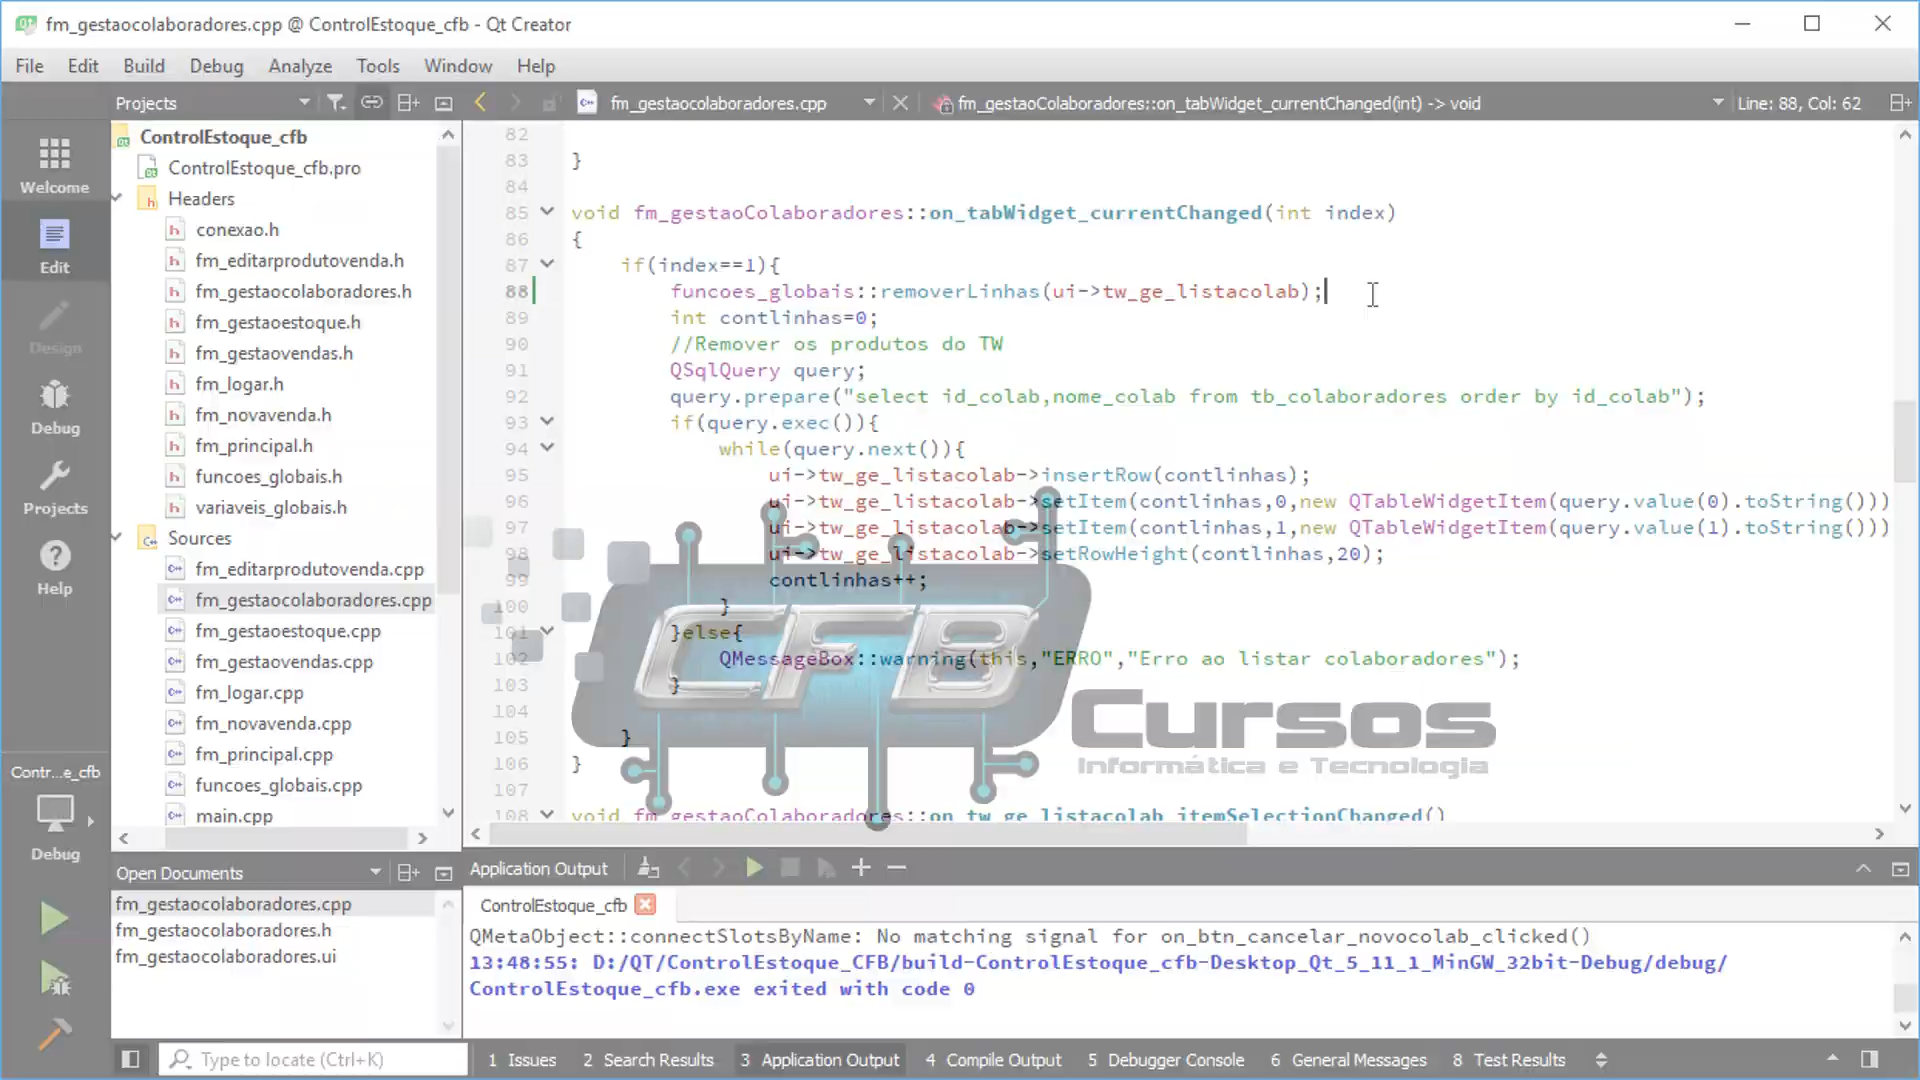 fm_gestaocolaboradores.cpp @ ControlEstoque_cfb - Qt Creator
File Edit Build Debug Analyze Tools Window Help
Projects
fm_gestaocolaboradores.cpp
fm_gestaoColaboradores::on_tabWidget_currentChanged(int) -> void
Line: 88, Col: 62
Welcome
Edit
Design
Debug
Projects
Help
Contr...e_cfb
Debug
ControlEstoque_cfb
ControlEstoque_cfb.pro
Headers
conexao.h
fm_editarprodutovenda.h
fm_gestaocolaboradores.h
fm_gestaoestoque.h
fm_gestaovendas.h
fm_logar.h
fm_novavenda.h
fm_principal.h
funcoes_globais.h
variaveis_globais.h
Sources
fm_editarprodutovenda.cpp
fm_gestaocolaboradores.cpp
fm_gestaoestoque.cpp
fm_gestaovendas.cpp
fm_logar.cpp
fm_novavenda.cpp
fm_principal.cpp
funcoes_globais.cpp
main.cpp
82
83 }
84
85 void fm_gestaoColaboradores::on_tabWidget_currentChanged(int index)
86 {
87 if(index==1){
88 funcoes_globais::removerLinhas(ui->tw_ge_listacolab);
89 int contlinhas=0;
90 //Remover os produtos do TW
91 QSqlQuery query;
92 query.prepare("select id_colab,nome_colab from tb_colaboradores order by id_colab");
93 if(query.exec()){
94 while(query.next()){
95 ui->tw_ge_listacolab->insertRow(contlinhas);
96 ui->tw_ge_listacolab->setItem(contlinhas,0,new QTableWidgetItem(query.value(0).toString()))
97 ui->tw_ge_listacolab->setItem(contlinhas,1,new QTableWidgetItem(query.value(1).toString()))
98 ui->tw_ge_listacolab->setRowHeight(contlinhas,20);
99 contlinhas++;
100 }
101 }else{
102 QMessageBox::warning(this,"ERRO","Erro ao listar colaboradores");
103 }
104
105 }
106 }
107
108 void fm_gestaoColaboradores::on_tw_ge_listacolab_itemSelectionChanged()
CFB
Cursos
Informática e Tecnologia
Open Documents
fm_gestaocolaboradores.cpp
fm_gestaocolaboradores.h
fm_gestaocolaboradores.ui
Application Output
ControlEstoque_cfb
QMetaObject::connectSlotsByName: No matching signal for on_btn_cancelar_novocolab_clicked()
13:48:55: D:/QT/ControlEstoque_CFB/build-ControlEstoque_cfb-Desktop_Qt_5_11_1_MinGW_32bit-Debug/debug/
ControlEstoque_cfb.exe exited with code 0
Type to locate (Ctrl+K)
1 Issues 2 Search Results 3 Application Output 4 Compile Output 5 Debugger Console 6 General Messages 8 Test Results